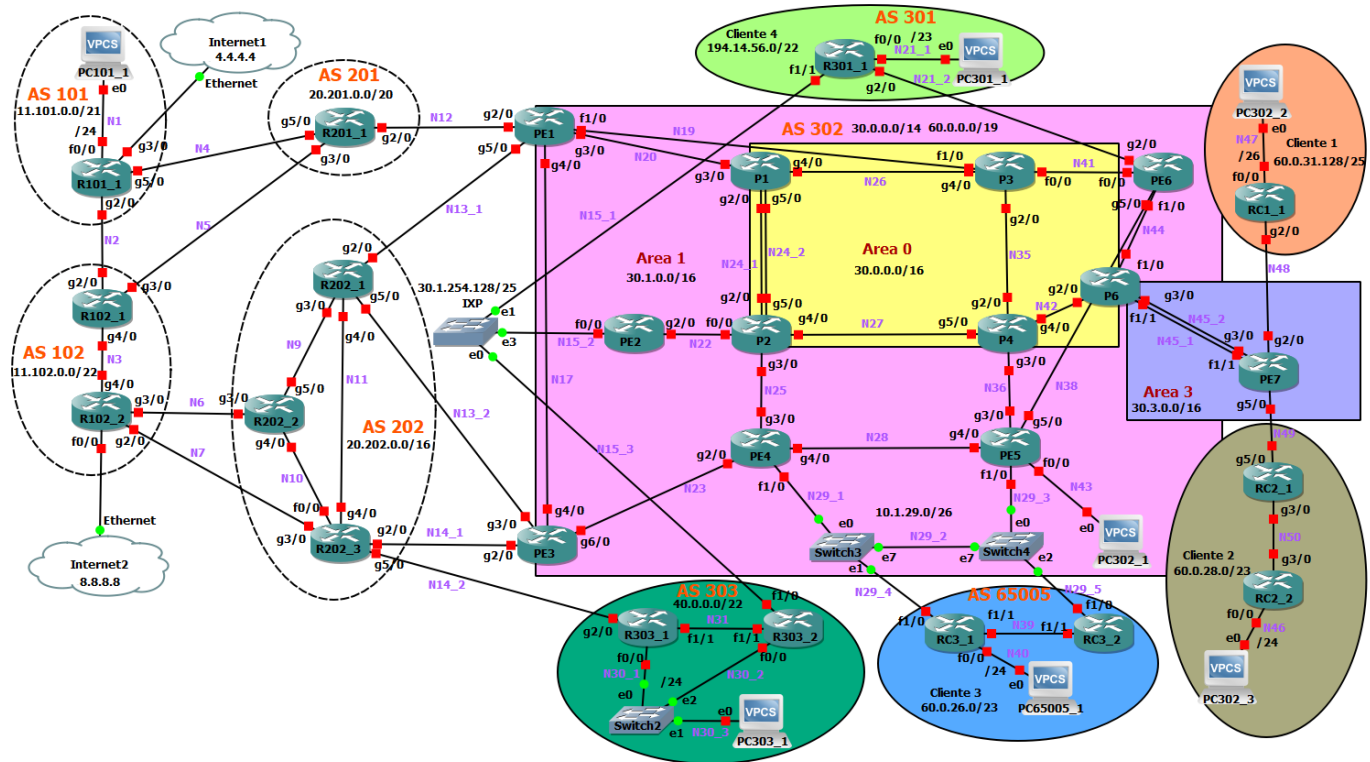 AS 301
Cliente 4
194.14.56.0/22
f0/0
/23
N21_1
e0
VPCS
PC301_1
R301_1
f1/1
g2/0
N21_2
VPCS
PC101_1
e0
AS 101
11.101.0.0/21
/24
N1
f0/0
g3/0
R101_1
g5/0
g2/0
Internet1
4.4.4.4
Ethernet
AS 201
20.201.0.0/20
g5/0
R201_1
g2/0
g3/0
N4
N5
N12
N2
g2/0
g3/0
R102_1
g4/0
AS 102
N3
11.102.0.0/22
g4/0
R102_2
g3/0
f0/0
g2/0
N6
N7
Ethernet
Internet2
8.8.8.8
g2/0
R202_1
g3/0
g5/0
g4/0
N9
N11
g5/0
g3/0
R202_2
g4/0
AS 202
20.202.0.0/16
N10
f0/0
g4/0
g3/0
R202_3
g2/0
g5/0
N13_1
N13_2
N14_1
N14_2
g2/0
PE1
f1/0
g3/0
g5/0
g4/0
N19
N20
N17
AS 302
30.0.0.0/14
60.0.0.0/19
g3/0
P1
g4/0
g2/0
g5/0
N26
f1/0
P3
g4/0
f0/0
g2/0
N41
g2/0
f0/0
PE6
g5/0
f1/0
N44
Area 1
30.1.0.0/16
Area 0
30.0.0.0/16
N24_1
N24_2
N35
N15_1
30.1.254.128/25
IXP
e1
e3
e0
N15_2
f0/0
PE2
g2/0
N22
g2/0
g5/0
f0/0
P2
g4/0
g3/0
N27
g2/0
g5/0
P4
g4/0
g3/0
N42
f1/0
g2/0
P6
g3/0
f1/1
N45_2
N45_1
g3/0
g2/0
f1/1
PE7
g5/0
Area 3
30.3.0.0/16
VPCS
PC302_2
e0
N47
/26
Cliente 1
60.0.31.128/25
f0/0
RC1_1
g2/0
N48
N25
N36
N38
g3/0
g2/0
PE4
g4/0
f1/0
N28
g3/0
g5/0
g4/0
PE5
f0/0
f1/0
N43
e0
VPCS
PC302_1
N23
N15_3
g4/0
g3/0
g2/0
PE3
g6/0
N29_1
N29_3
10.1.29.0/26
e0
Switch3
e1
e7
N29_2
e7
e0
Switch4
e2
N29_4
N29_5
N49
g5/0
RC2_1
g3/0
N50
Cliente 2
60.0.28.0/23
g3/0
RC2_2
f0/0
N46
e0
/24
VPCS
PC302_3
AS 303
40.0.0.0/22
g2/0
R303_1
f1/1
N31
f1/1
f1/0
R303_2
f0/0
f0/0
N30_1
N30_2
/24
e0
e2
Switch2
e1
N30_3
e0
VPCS
PC303_1
AS 65005
f1/0
f1/1
RC3_1
N39
f1/1
f1/0
RC3_2
f0/0
/24
N40
e0
VPCS
PC65005_1
Cliente 3
60.0.26.0/23